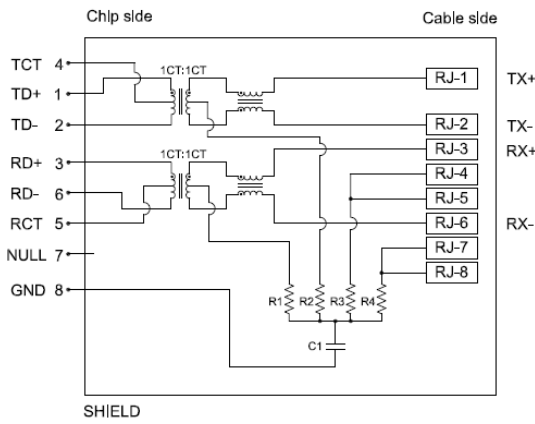 Chip side
Cable side
TCT 4
1CT:1CT
RJ-1 TX+
TD+ 1
TD- 2
RJ-2 TX-
RD+ 3
1CT:1CT
RJ-3 RX+
RJ-4
RD- 6
RJ-5
RCT 5
RJ-6 RX-
NULL 7
RJ-7
RJ-8
GND 8
R1 R2 R3 R4
C1
SHIELD